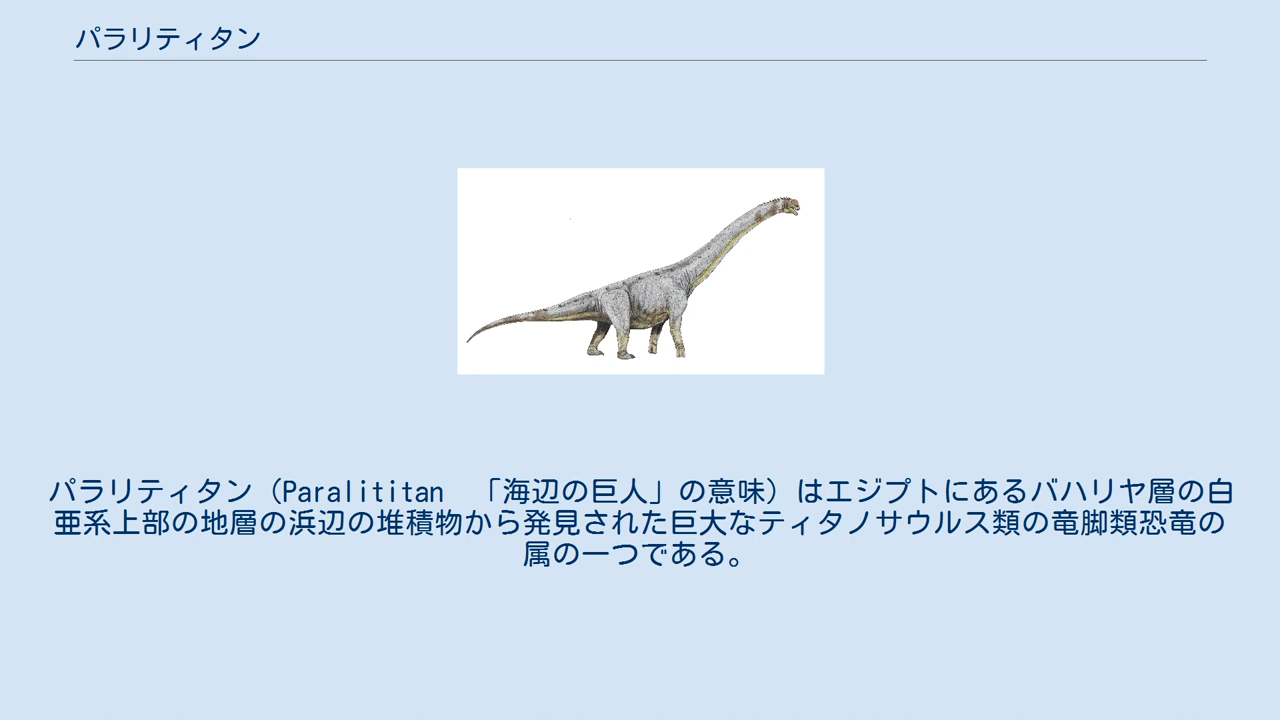 パラリティタン
パラリティタン（Paralititan　「海辺の巨人」の意味）はエジプトにあるバハリヤ層の白
亜系上部の地層の浜辺の堆積物から発見された巨大なティタノサウルス類の竜脚類恐竜の
属の一つである。